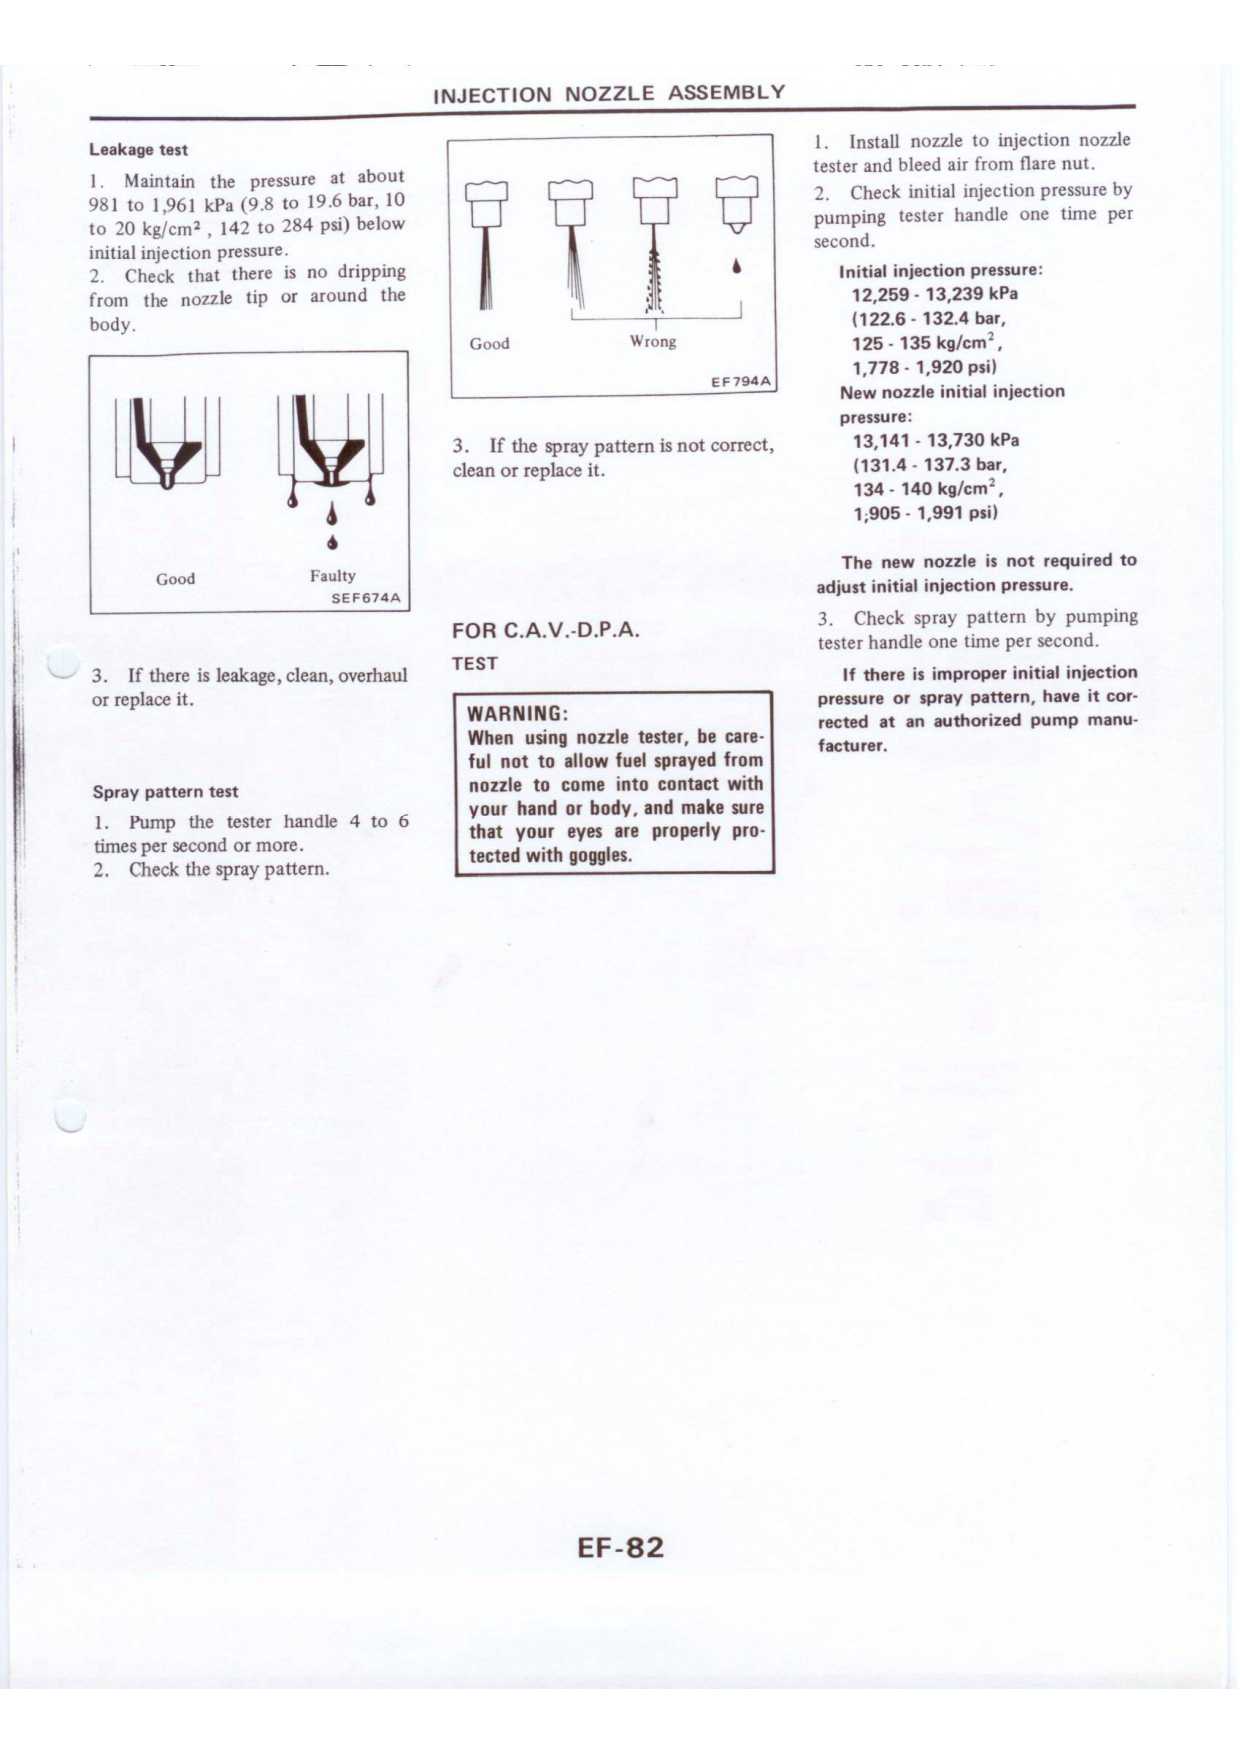 INJECTION NOZZLE ASSEMBLY
Leakage test
1. Maintain the pressure at about
981 to 1,961 kPa (9.8 to 19.6 bar, 10
to 20 kg/cm² , 142 to 284 psi) below
initial injection pressure.
2. Check that there is no dripping
from the nozzle tip or around the
body.
Good
Faulty
SEF674A
3. If there is leakage, clean, overhaul
or replace it.
Spray pattern test
1. Pump the tester handle 4 to 6
times per second or more.
2. Check the spray pattern.
Good
Wrong
EF794A
3. If the spray pattern is not correct,
clean or replace it.
FOR C.A.V.-D.P.A.
TEST
WARNING:
When using nozzle tester, be care-
ful not to allow fuel sprayed from
nozzle to come into contact with
your hand or body, and make sure
that your eyes are properly pro-
tected with goggles.
1. Install nozzle to injection nozzle
tester and bleed air from flare nut.
2. Check initial injection pressure by
pumping tester handle one time per
second.
Initial injection pressure:
12,259 - 13,239 kPa
(122.6 - 132.4 bar,
125 - 135 kg/cm²,
1,778 - 1,920 psi)
New nozzle initial injection
pressure:
13,141 - 13,730 kPa
(131.4 - 137.3 bar,
134 - 140 kg/cm²,
1;905 - 1,991 psi)
The new nozzle is not required to
adjust initial injection pressure.
3. Check spray pattern by pumping
tester handle one time per second.
If there is improper initial injection
pressure or spray pattern, have it cor-
rected at an authorized pump manu-
facturer.
EF-82